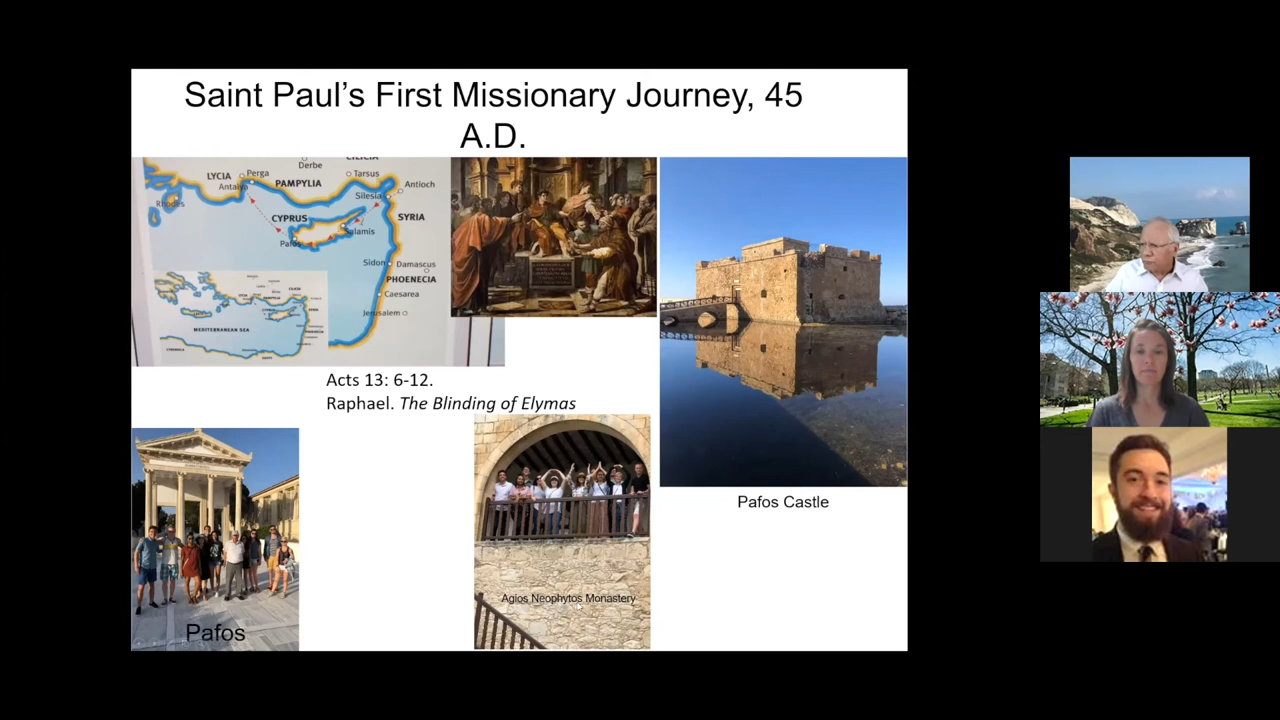 Saint Paul's First Missionary Journey, 45
A.D.
CILICIA
Derbe
LYCIA
Perga
Tarsus
Antalya
PAMPYLIA
Antioch
Silesia
Rhodes
CYPRUS
SYRIA
Salamis
Pafos
Sidon
Damascus
PHOENECIA
Caesarea
Jerusalem
MEDITERRANEAN SEA
Acts 13: 6-12.
Raphael. The Blinding of Elymas
Pafos Castle
Agios Neophytos Monastery
Pafos